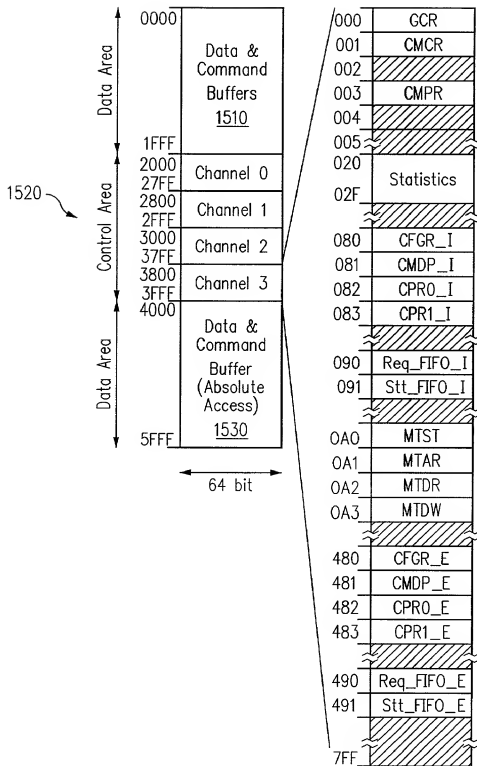 0000
Data &
Command
Buffers
1510
1FFF
2000
Channel 0
27FF
2800
Channel 1
2FFF
3000
Channel 2
37FF
3800
Channel 3
3FFF
4000
Data &
Command
Buffer
(Absolute
Access)
1530
5FFF
64 bit
Data Area
Control Area
Data Area
1520
000 GCR
001 CMCR
002
003 CMPR
004
005
020
Statistics
02F
080 CFGR_I
081 CMDP_I
082 CPR0_I
083 CPR1_I
090 Req_FIFO_I
091 Stt_FIFO_I
0A0 MTST
0A1 MTAR
0A2 MTDR
0A3 MTDW
480 CFGR_E
481 CMDP_E
482 CPR0_E
483 CPR1_E
490 Req_FIFO_E
491 Stt_FIFO_E
7FF